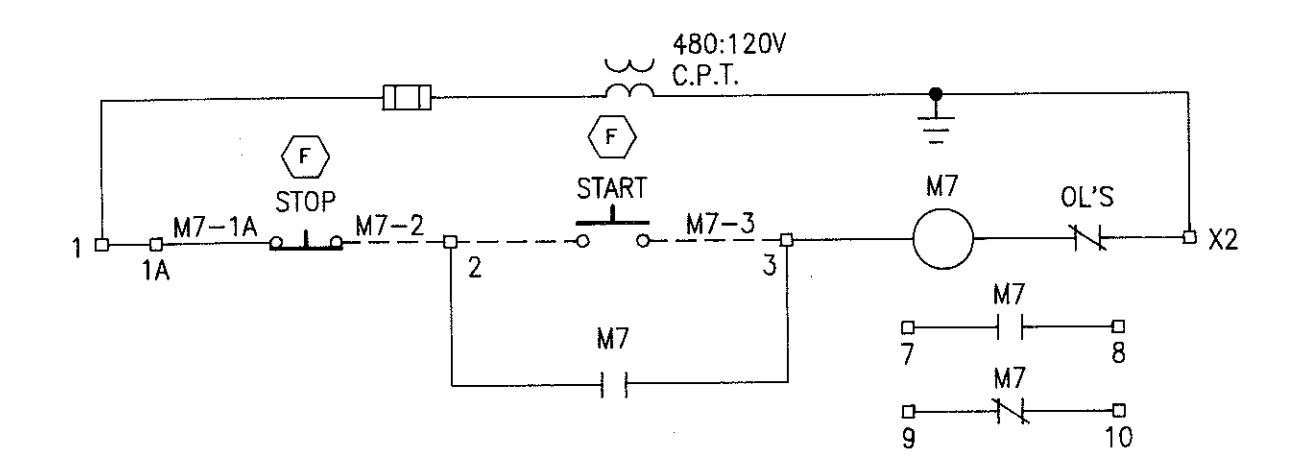 480:120V
C.P.T.
F
F
STOP
START
M7
OL'S
M7-1A
M7-2
M7-3
1
1A
2
3
X2
M7
M7
7
8
M7
9
10